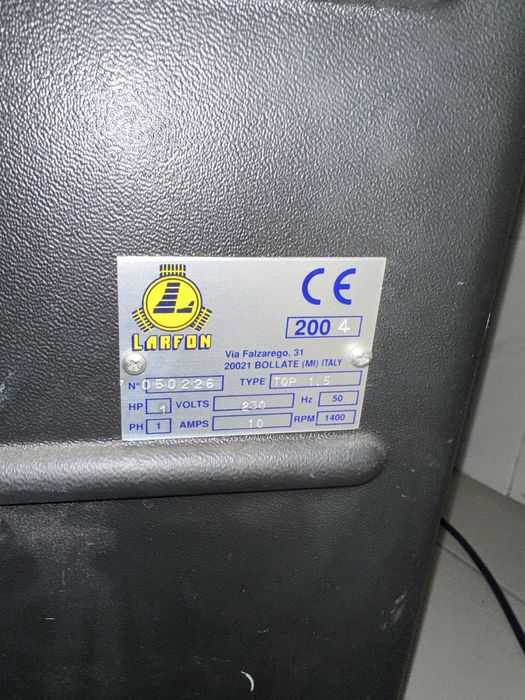 L
LARFON
CE
2004
Via Falzarego, 31
20021 BOLLATE (MI) ITALY
N° 050226 TYPE TOP 1.5
HP 1 VOLTS 230 Hz 50
PH 1 AMPS 10 RPM 1400